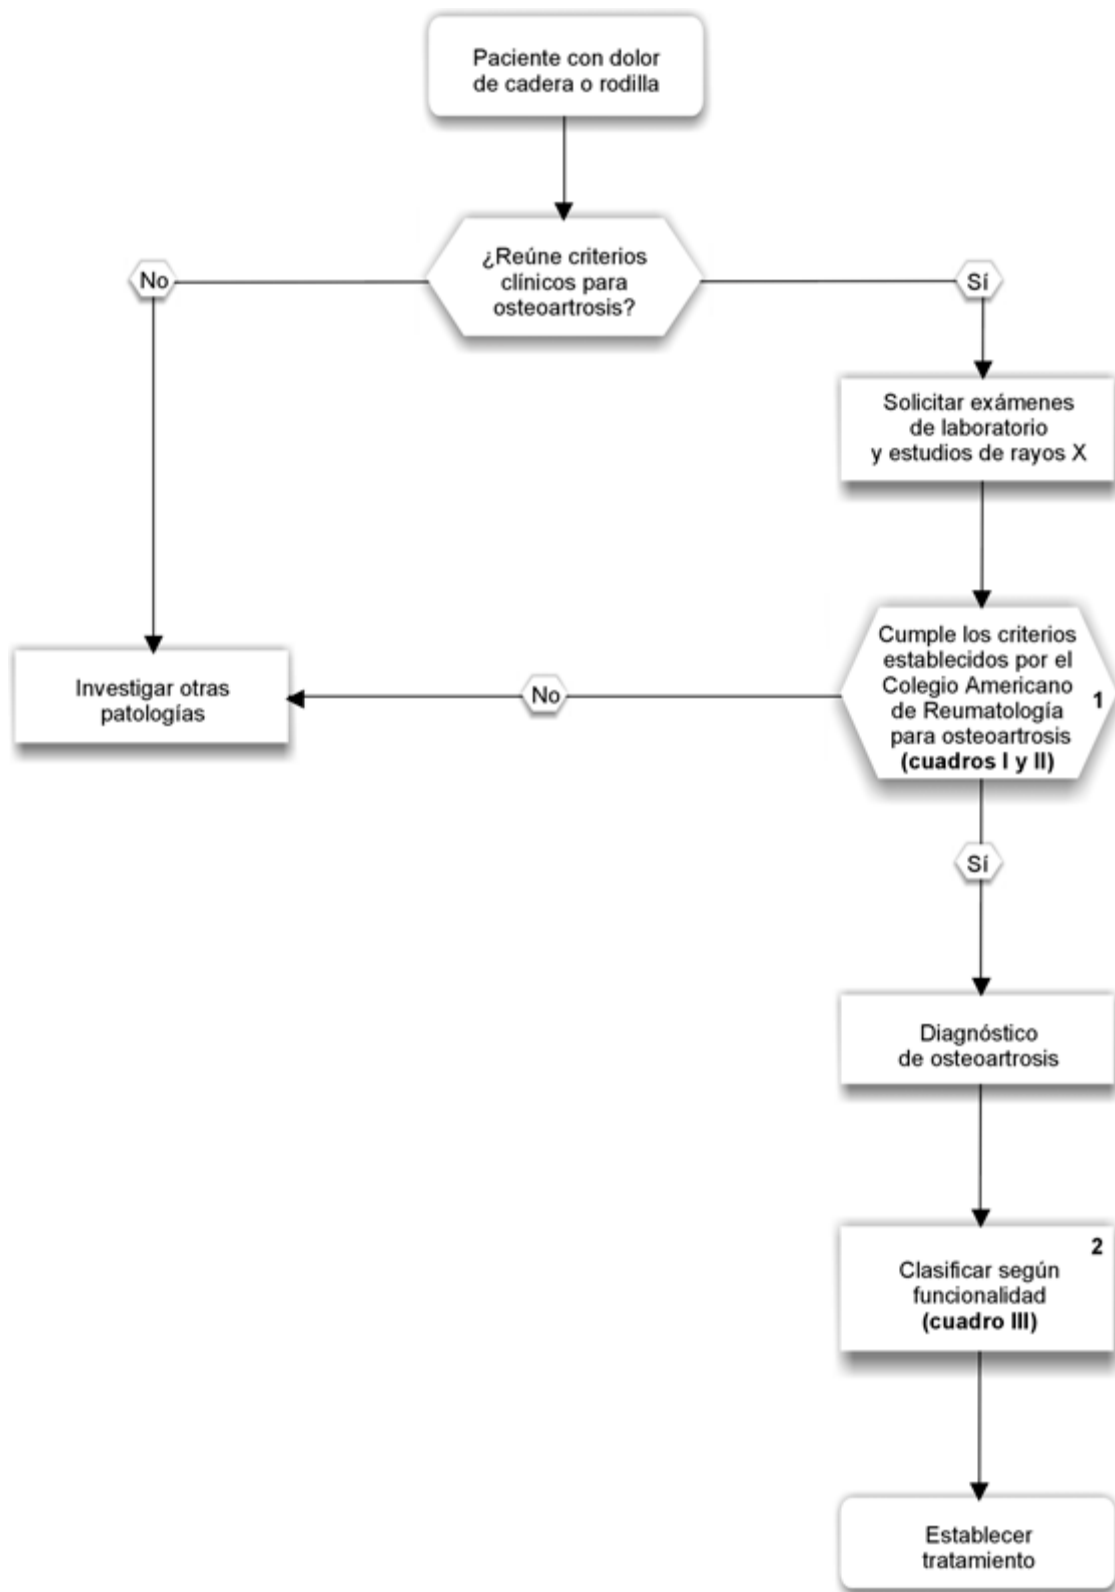 Paciente con dolor
de cadera o rodilla
¿Reúne criterios
clínicos para
osteoartrosis?
No
Sí
Solicitar exámenes
de laboratorio
y estudios de rayos X
Cumple los criterios
establecidos por el
Colegio Americano
de Reumatología
para osteoartrosis
(cuadros I y II)
1
No
Investigar otras
patologías
Sí
Diagnóstico
de osteoartrosis
2
Clasificar según
funcionalidad
(cuadro III)
Establecer
tratamiento